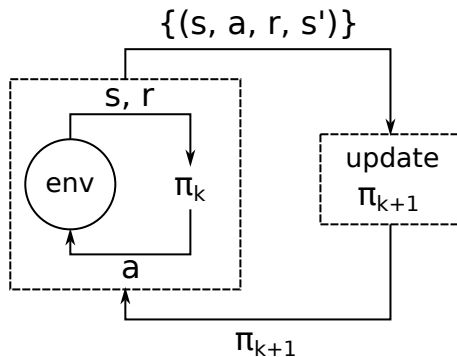 {(s, a, r, s')}
s, r
env
π_k
a
update
π_{k+1}
π_{k+1}